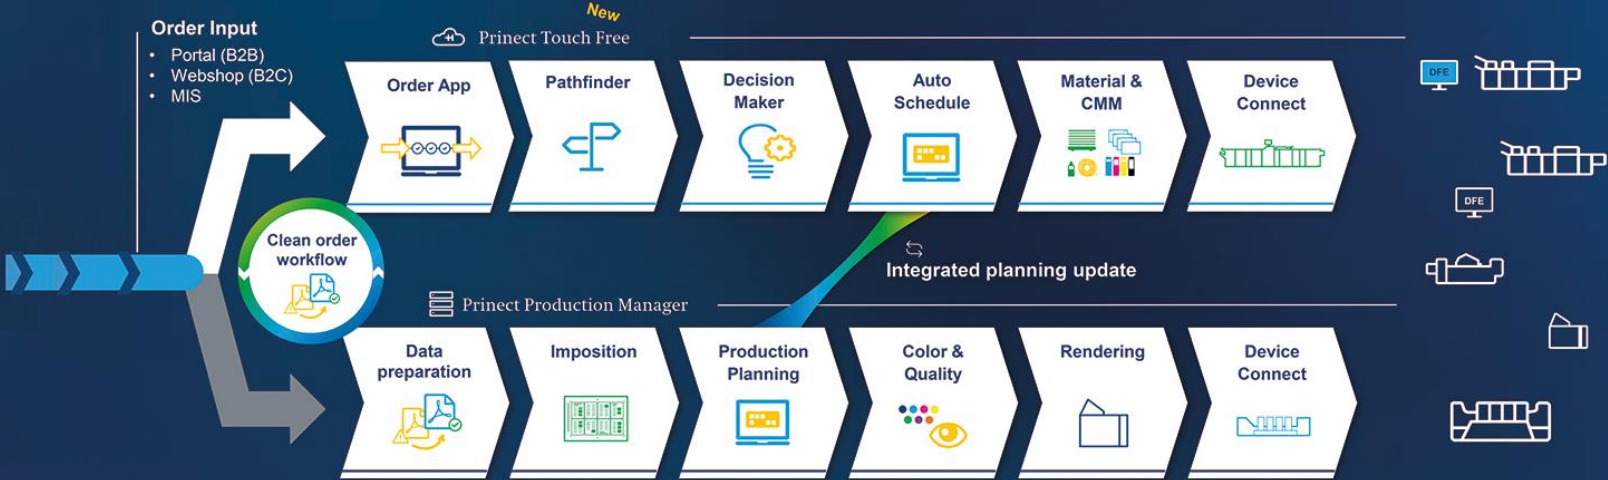 Order Input
• Portal (B2B)
• Webshop (B2C)
• MIS
New
Prinect Touch Free
Order App
Pathfinder
Decision
Maker
Auto
Schedule
Material &
CMM
Device
Connect
DFE
DFE
Clean order
workflow
Integrated planning update
Prinect Production Manager
Data
preparation
Imposition
Production
Planning
Color &
Quality
Rendering
Device
Connect